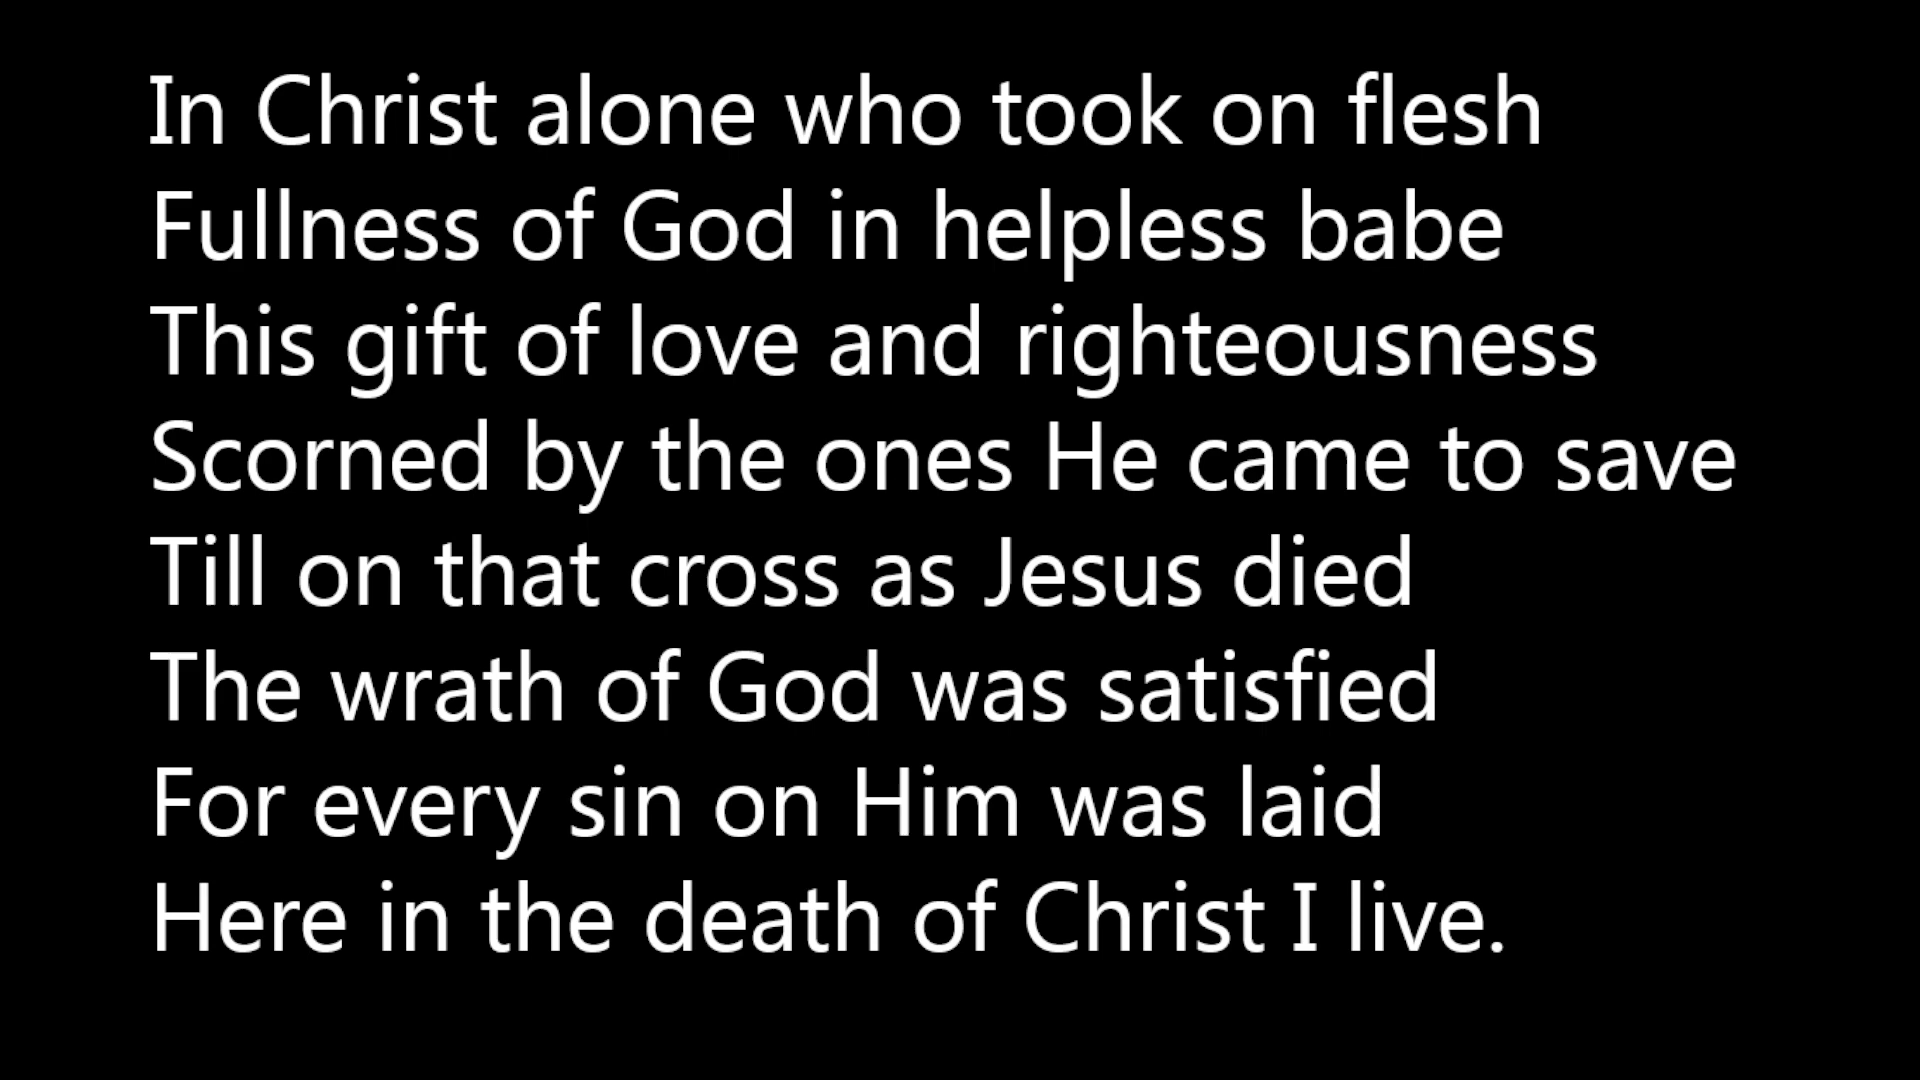 In Christ alone who took on flesh
Fullness of God in helpless babe
This gift of love and righteousness
Scorned by the ones He came to save
Till on that cross as Jesus died
The wrath of God was satisfied
For every sin on Him was laid
Here in the death of Christ I live.